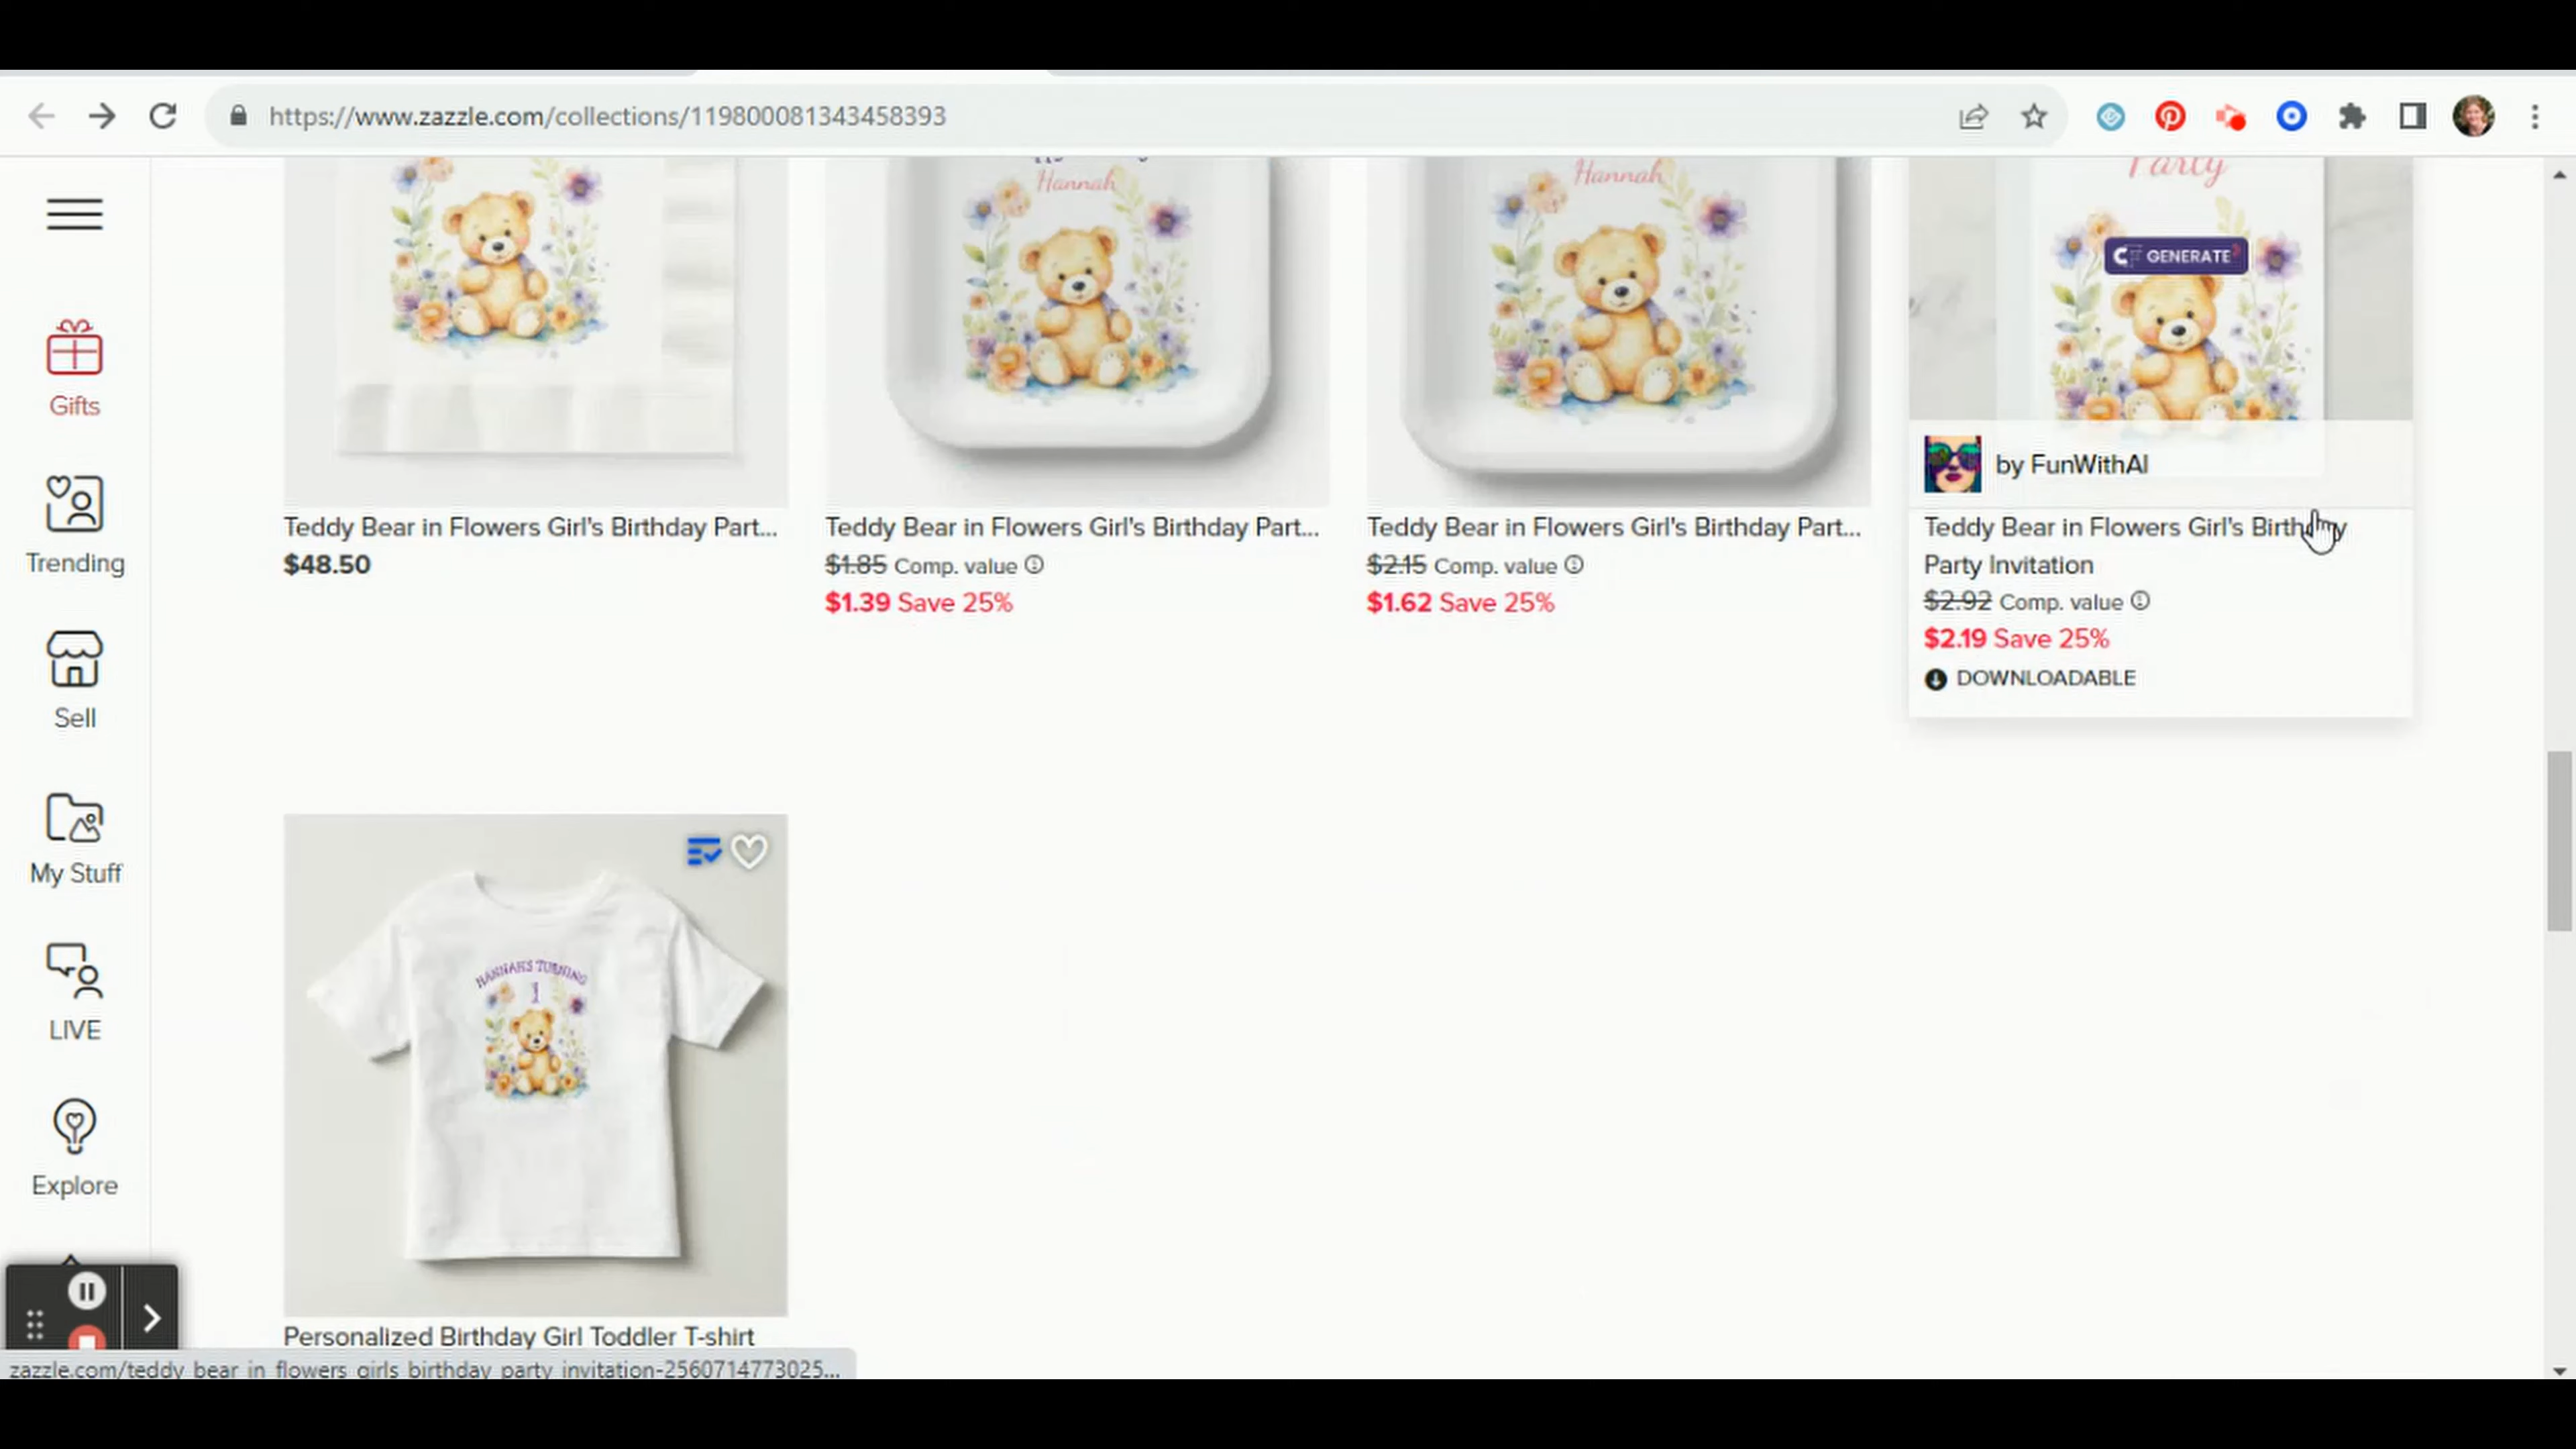 https://www.zazzle.com/collections/119800081343458393
Hannah
Hannah
Party
GENERATE
Gifts
Trending
Sell
My Stuff
LIVE
Explore
by FunWithAI
Teddy Bear in Flowers Girl's Birthday Part...
$48.50
Teddy Bear in Flowers Girl's Birthday Part...
$1.85 Comp. value
$1.39 Save 25%
Teddy Bear in Flowers Girl's Birthday Part...
$2.15 Comp. value
$1.62 Save 25%
Teddy Bear in Flowers Girl's Birthday
Party Invitation
$2.92 Comp. value
$2.19 Save 25%
DOWNLOADABLE
HANNAH'S TURNING
1
Personalized Birthday Girl Toddler T-shirt
zazzle.com/teddy_bear_in_flowers_girls_birthday_party_invitation-2560714773025...